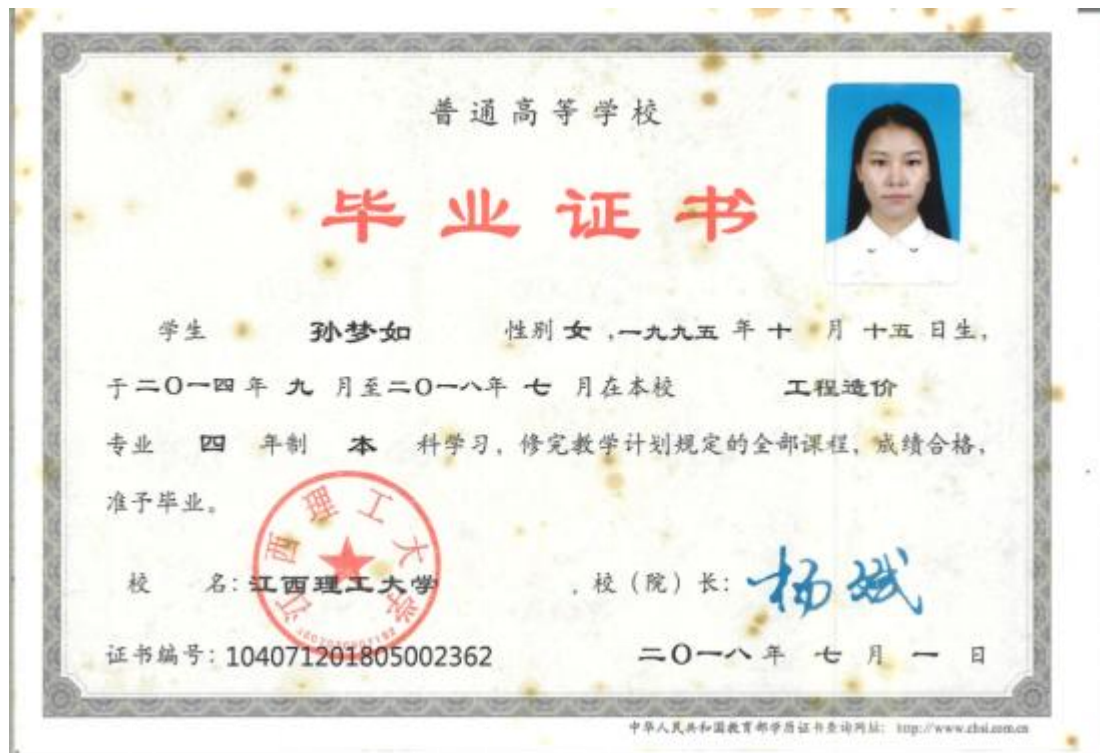 普通高等学校
毕业证书
学生 孙梦如 性别 女 ,一九九五 年 十 月 十五 日生,
于二〇一四年 九 月至二〇一八年 七 月在本校 工程造价
专业 四 年制 本 科学习，修完教学计划规定的全部课程，成绩合格，
准予毕业。
江西理工大学
校 名：江西理工大学 校（院）长：杨斌
证书编号：104071201805002362 二〇一八 年 七 月 一 日
中华人民共和国教育部学历证书查询网址： http://www.chsi.com.cn